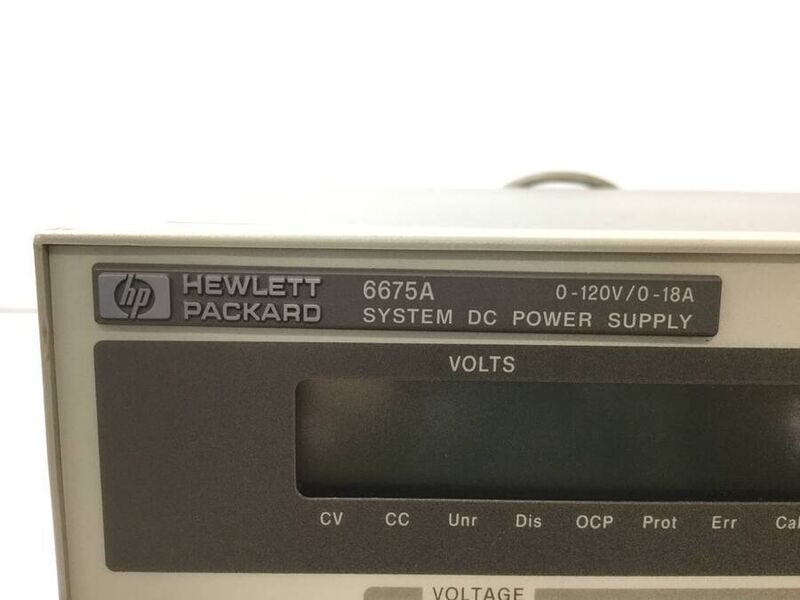 hp HEWLETT PACKARD
6675A 0-120V/0-18A
SYSTEM DC POWER SUPPLY
VOLTS
CV CC Unr Dis OCP Prot Err Cal
VOLTAGE